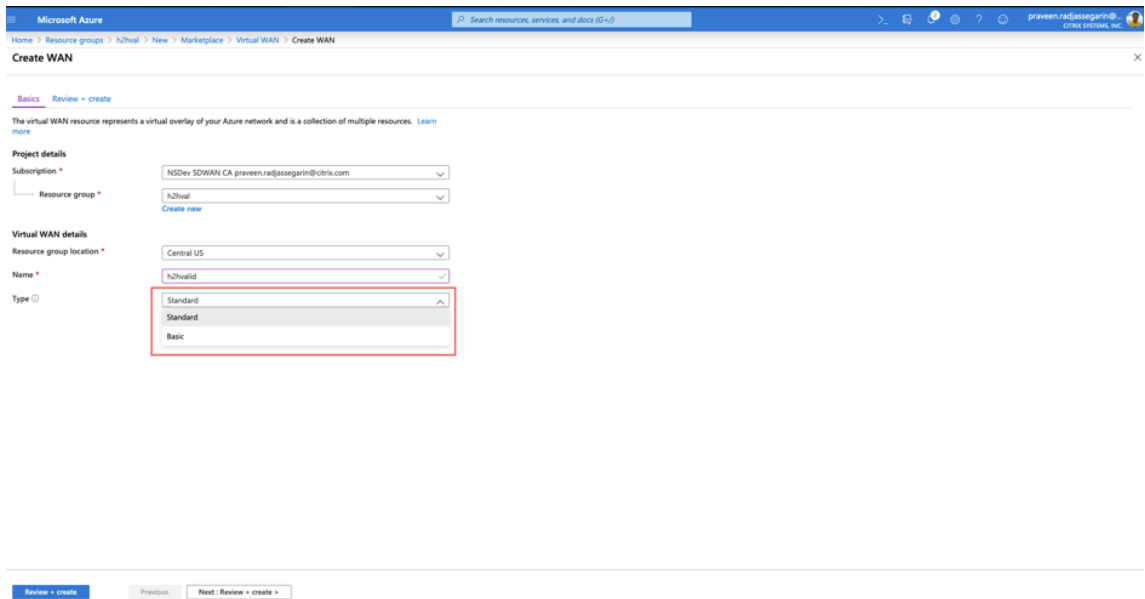 Microsoft Azure
Search resources, services, and docs (G+/)
2
praveen.radjassegarin@...
CITRIX SYSTEMS, INC.
Home > Resource groups > h2hval > New > Marketplace > Virtual WAN > Create WAN
Create WAN
Basics Review + create
The virtual WAN resource represents a virtual overlay of your Azure network and is a collection of multiple resources. Learn
more
Project details
Subscription *
NSDev SDWAN CA praveen.radjassegarin@citrix.com
Resource group *
h2hval
Create new
Virtual WAN details
Resource group location *
Central US
Name *
h2hvalid
Type
Standard
Standard
Basic
Review + create
Previous
Next : Review + create >